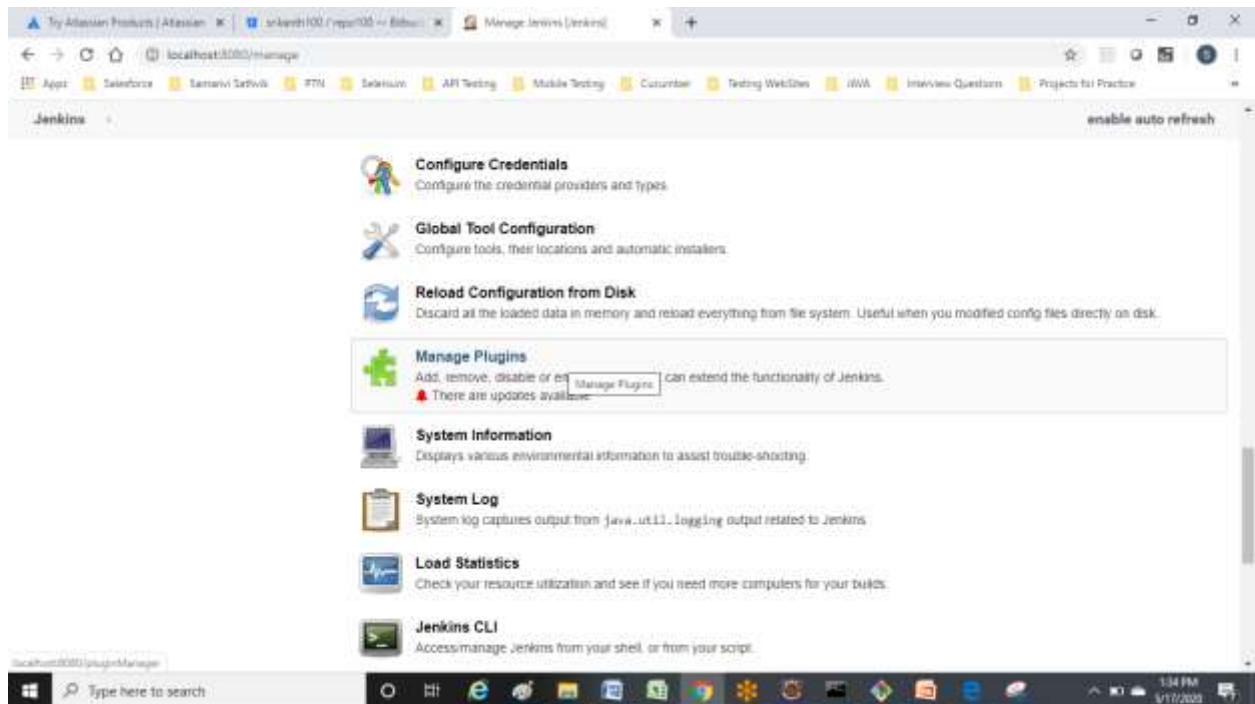 Try Atlassian Products | Atlassian
srikanth100 / repo100 — Bitbu
Manage Jenkins [Jenkins]
localhost:8080/manage
Apps
Salesforce
Samanvi Sathvik
PTN
Selenium
API Testing
Mobile Testing
Cucumber
Testing WebSites
JAVA
Interview Questions
Projects for Practice
Jenkins
enable auto refresh
Configure Credentials
Configure the credential providers and types
Global Tool Configuration
Configure tools, their locations and automatic installers.
Reload Configuration from Disk
Discard all the loaded data in memory and reload everything from file system. Useful when you modified config files directly on disk.
Manage Plugins
Add, remove, disable or en can extend the functionality of Jenkins.
Manage Plugins
There are updates available
System Information
Displays various environmental information to assist trouble-shooting.
System Log
System log captures output from java.util.logging output related to Jenkins.
Load Statistics
Check your resource utilization and see if you need more computers for your builds.
Jenkins CLI
Access/manage Jenkins from your shell, or from your script.
localhost:8080/pluginManager
Type here to search
1:34 PM
5/17/2020